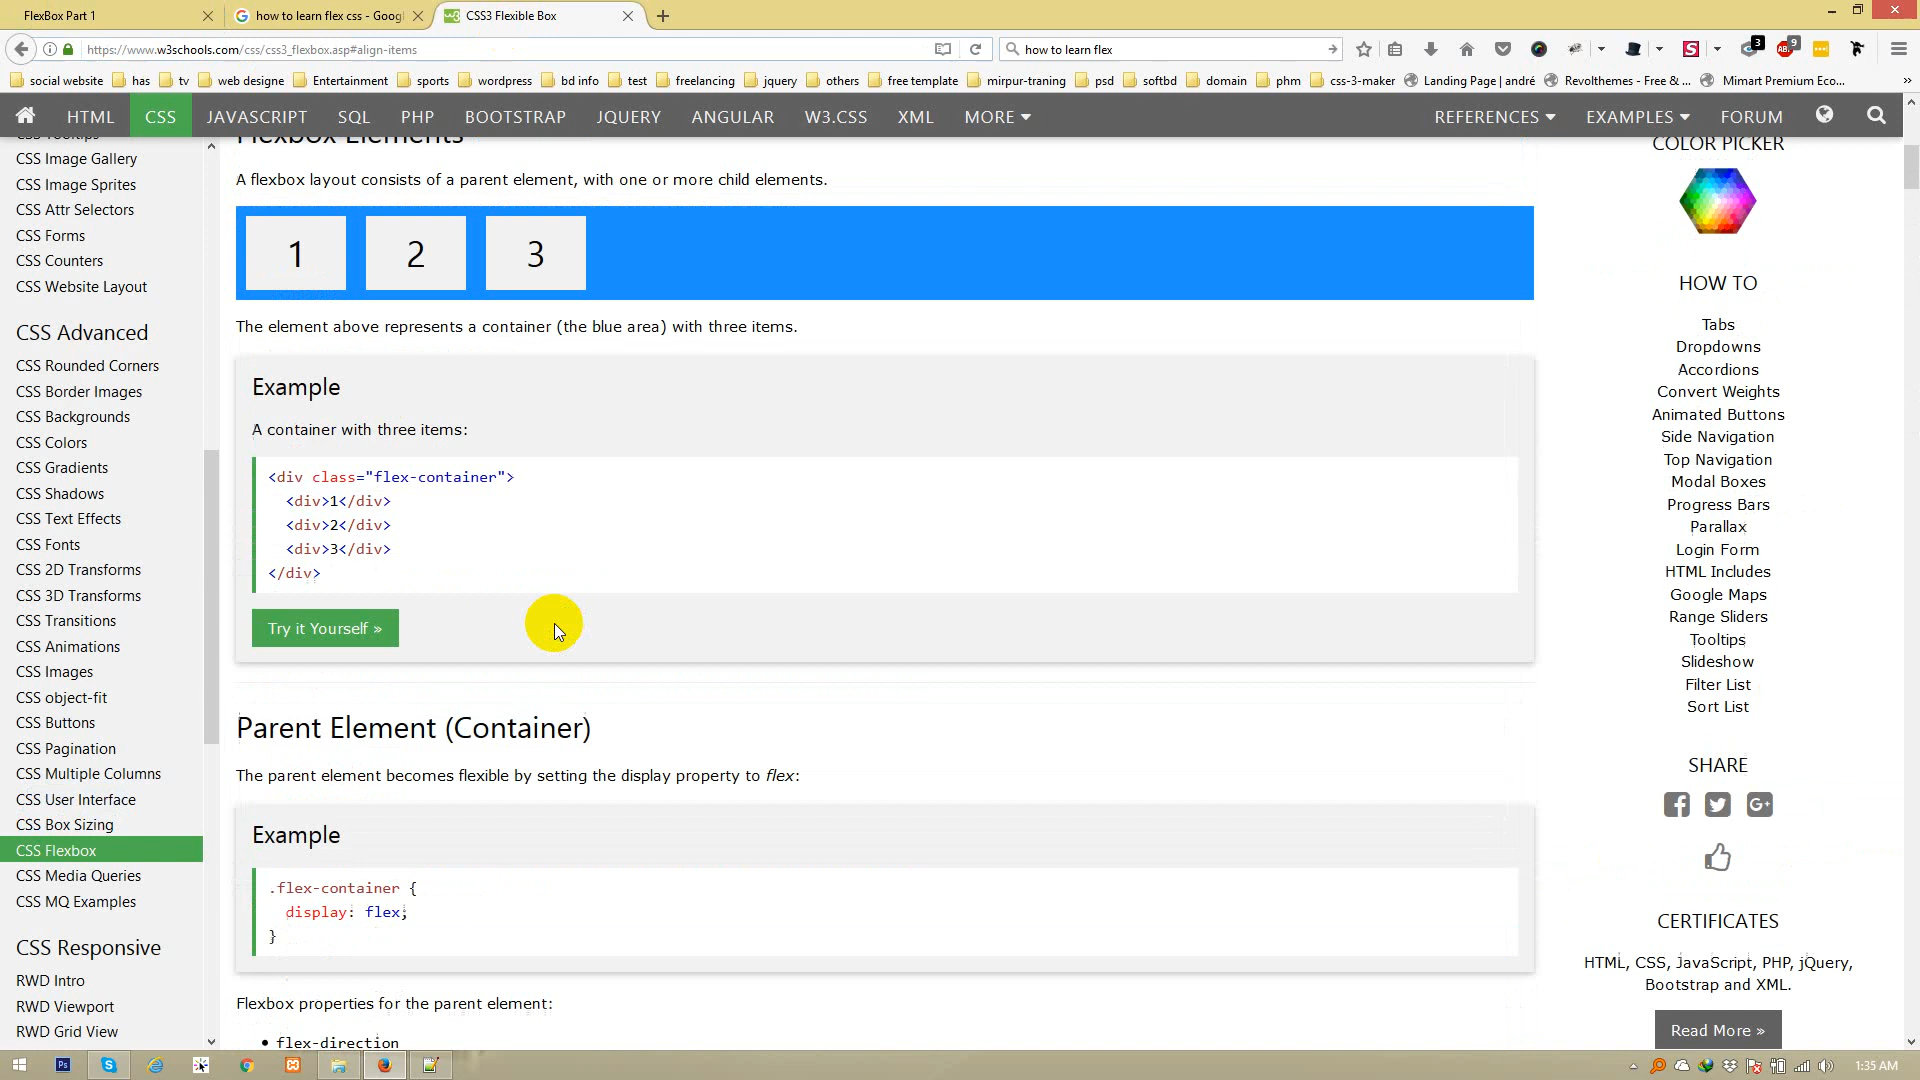 FlexBox Part 1
how to learn flex css - Goog
CSS3 Flexible Box
https://www.w3schools.com/css/css3_flexbox.asp#align-items
how to learn flex
3
9
social website
has
tv
web designe
Entertainment
sports
wordpress
bd info
test
freelancing
jquery
others
free template
mirpur-traning
psd
softbd
domain
phm
css-3-maker
Landing Page | andré
Revolthemes - Free & ...
Mimart Premium Eco...
HTML
CSS
JAVASCRIPT
SQL
PHP
BOOTSTRAP
JQUERY
ANGULAR
W3.CSS
XML
MORE
REFERENCES
EXAMPLES
FORUM
CSS Tooltips
CSS Image Gallery
CSS Image Sprites
CSS Attr Selectors
CSS Forms
CSS Counters
CSS Website Layout
CSS Advanced
CSS Rounded Corners
CSS Border Images
CSS Backgrounds
CSS Colors
CSS Gradients
CSS Shadows
CSS Text Effects
CSS Fonts
CSS 2D Transforms
CSS 3D Transforms
CSS Transitions
CSS Animations
CSS Images
CSS object-fit
CSS Buttons
CSS Pagination
CSS Multiple Columns
CSS User Interface
CSS Box Sizing
CSS Flexbox
CSS Media Queries
CSS MQ Examples
CSS Responsive
RWD Intro
RWD Viewport
RWD Grid View
Flexbox Elements
A flexbox layout consists of a parent element, with one or more child elements.
1
2
3
The element above represents a container (the blue area) with three items.
Example
A container with three items:
<div class="flex-container">
<div>1</div>
<div>2</div>
<div>3</div>
</div>
Try it Yourself »
Parent Element (Container)
The parent element becomes flexible by setting the display property to flex:
Example
.flex-container {
display: flex;
}
Flexbox properties for the parent element:
• flex-direction
COLOR PICKER
HOW TO
Tabs
Dropdowns
Accordions
Convert Weights
Animated Buttons
Side Navigation
Top Navigation
Modal Boxes
Progress Bars
Parallax
Login Form
HTML Includes
Google Maps
Range Sliders
Tooltips
Slideshow
Filter List
Sort List
SHARE
CERTIFICATES
HTML, CSS, JavaScript, PHP, jQuery,
Bootstrap and XML.
Read More »
1:35 AM